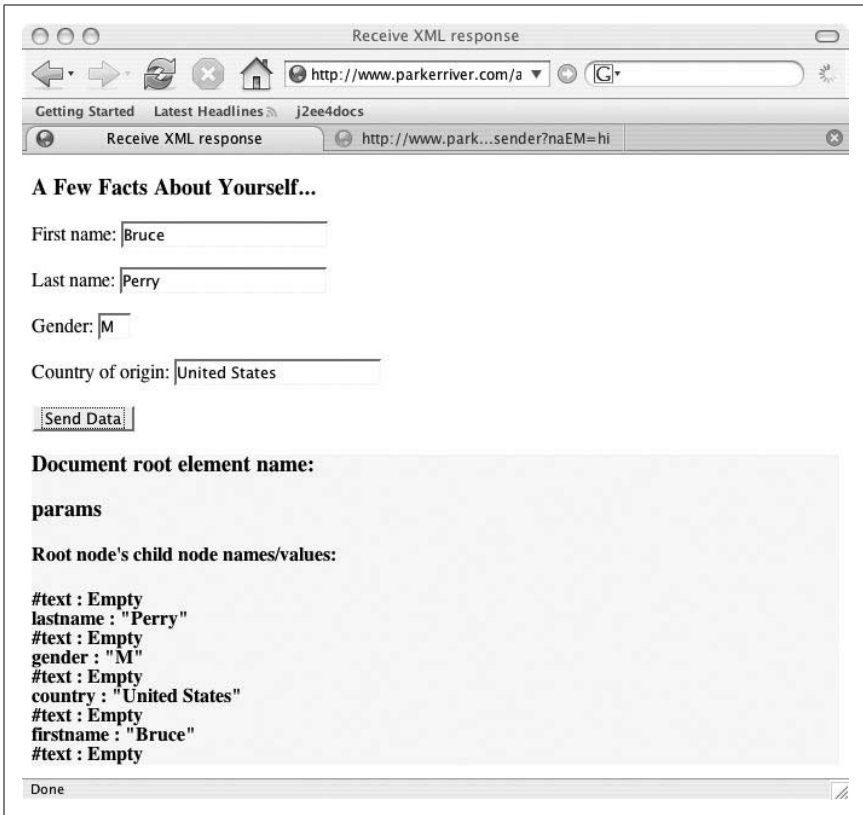 Receive XML response
http://www.parkerriver.com/a
G
Getting Started Latest Headlines j2ee4docs
Receive XML response http://www.park...sender?naEM=hi
A Few Facts About Yourself...
First name: Bruce
Last name: Perry
Gender: M
Country of origin: United States
Send Data
Document root element name:
params
Root node's child node names/values:
#text : Empty
lastname : "Perry"
#text : Empty
gender : "M"
#text : Empty
country : "United States"
#text : Empty
firstname : "Bruce"
#text : Empty
Done